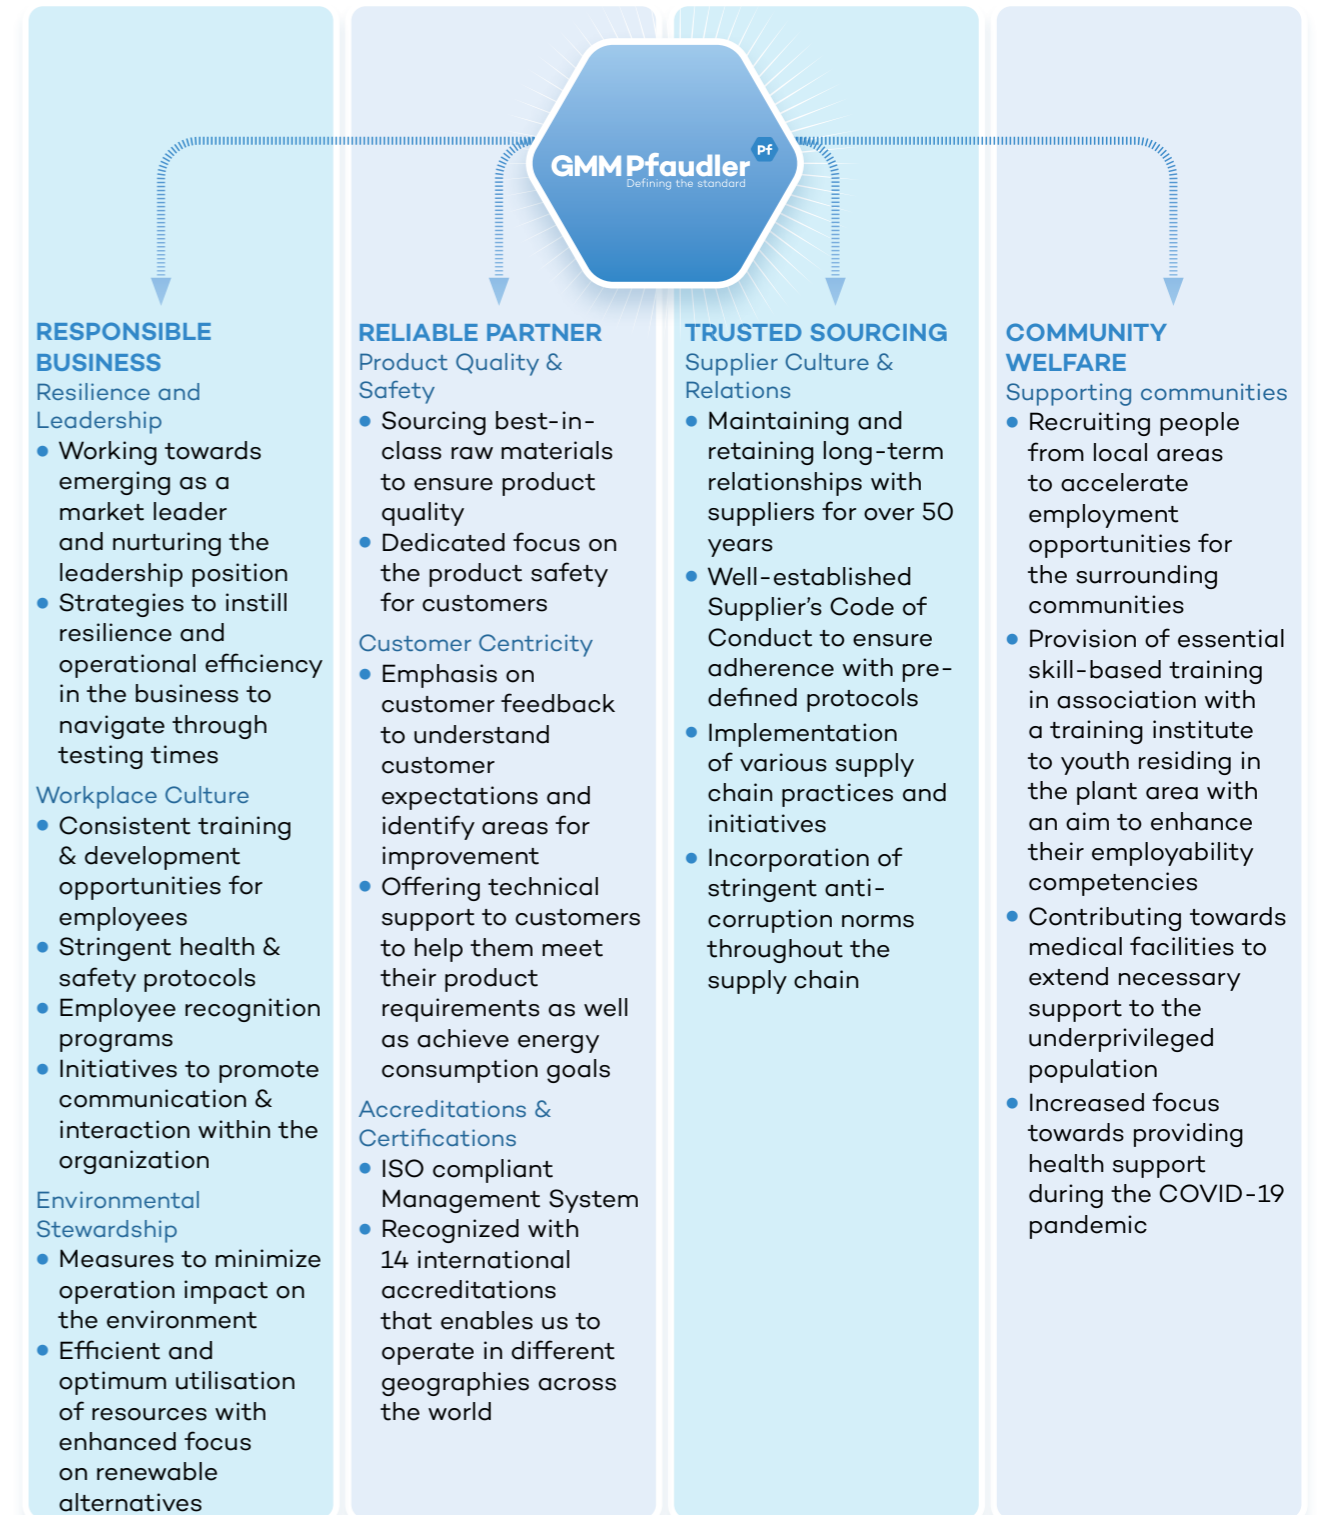 GMM Pfaudler
Pf
Defining the standard
RESPONSIBLE
BUSINESS
Resilience and
Leadership
● Working towards
emerging as a
market leader
and nurturing the
leadership position
● Strategies to instill
resilience and
operational efficiency
in the business to
navigate through
testing times
Workplace Culture
● Consistent training
& development
opportunities for
employees
● Stringent health &
safety protocols
● Employee recognition
programs
● Initiatives to promote
communication &
interaction within the
organization
Environmental
Stewardship
● Measures to minimize
operation impact on
the environment
● Efficient and
optimum utilisation
of resources with
enhanced focus
on renewable
alternatives
RELIABLE PARTNER
Product Quality &
Safety
● Sourcing best-in-
class raw materials
to ensure product
quality
● Dedicated focus on
the product safety
for customers
Customer Centricity
● Emphasis on
customer feedback
to understand
customer
expectations and
identify areas for
improvement
● Offering technical
support to customers
to help them meet
their product
requirements as well
as achieve energy
consumption goals
Accreditations &
Certifications
● ISO compliant
Management System
● Recognized with
14 international
accreditations
that enables us to
operate in different
geographies across
the world
TRUSTED SOURCING
Supplier Culture &
Relations
● Maintaining and
retaining long-term
relationships with
suppliers for over 50
years
● Well-established
Supplier’s Code of
Conduct to ensure
adherence with pre-
defined protocols
● Implementation
of various supply
chain practices and
initiatives
● Incorporation of
stringent anti-
corruption norms
throughout the
supply chain
COMMUNITY
WELFARE
Supporting communities
● Recruiting people
from local areas
to accelerate
employment
opportunities for
the surrounding
communities
● Provision of essential
skill-based training
in association with
a training institute
to youth residing in
the plant area with
an aim to enhance
their employability
competencies
● Contributing towards
medical facilities to
extend necessary
support to the
underprivileged
population
● Increased focus
towards providing
health support
during the COVID-19
pandemic